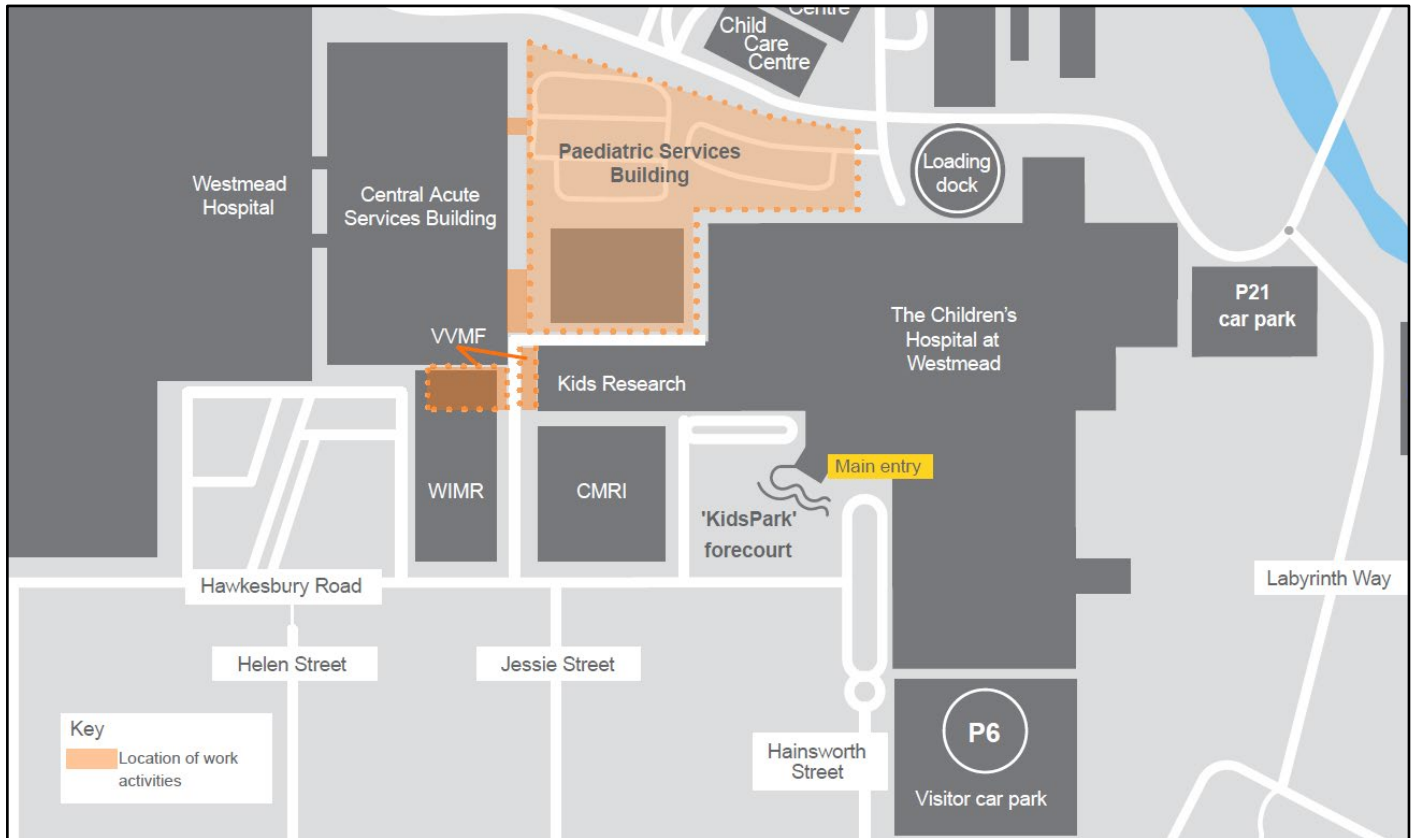 Centre
Child
Care
Centre
Loading
dock
Paediatric Services
Building
Westmead
Hospital
Central Acute
Services Building
P21
car park
The Children's
Hospital at
Westmead
VVMF
Kids Research
Main entry
WIMR
CMRI
'KidsPark'
forecourt
Hawkesbury Road
Labyrinth Way
Helen Street
Jessie Street
Key
Location of work
activities
Hainsworth
Street
P6
Visitor car park